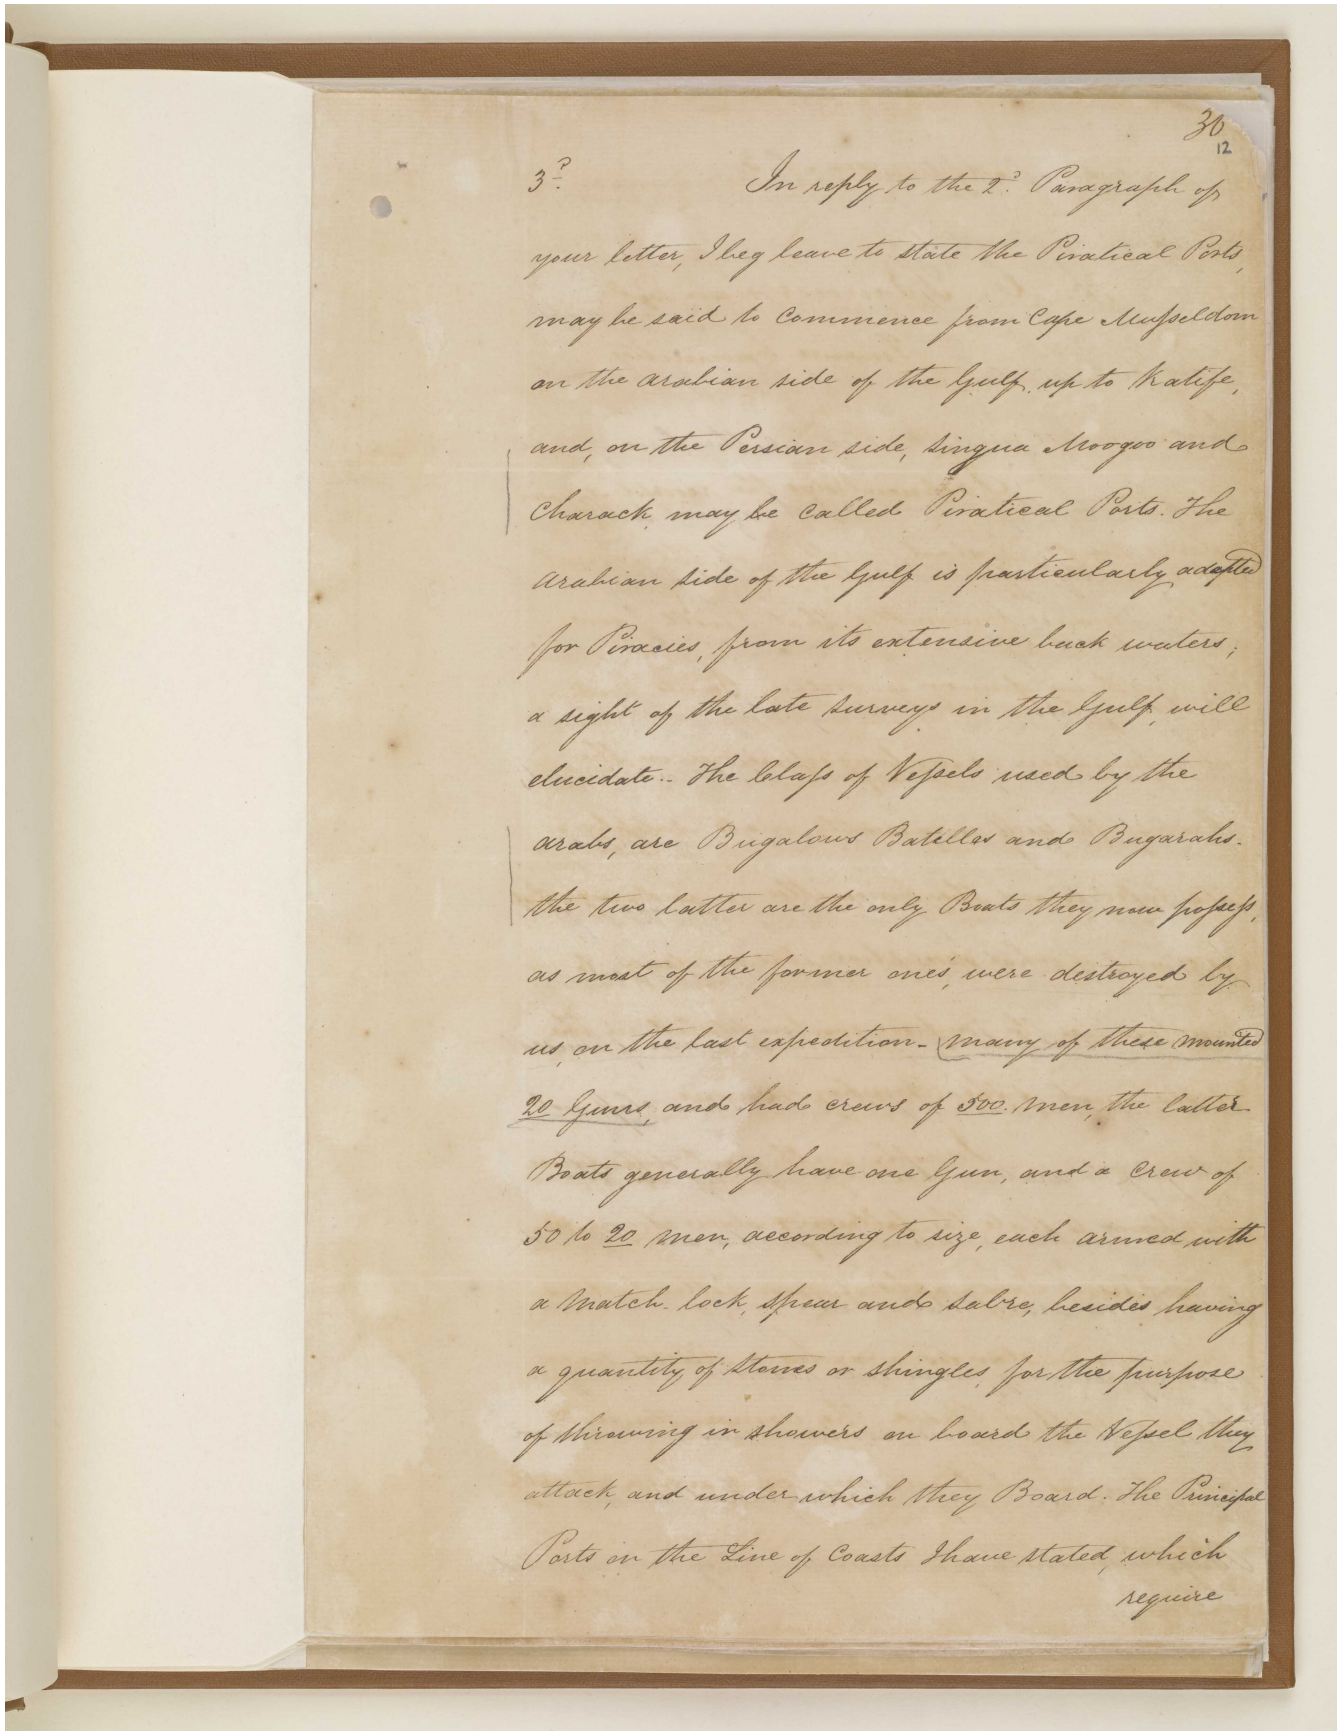 30
12
3d. In reply to the 2d. Paragraph of
your letter, I beg leave to state the Piratical Ports,
may be said to Commence from Cape Musseldom
on the Arabian side of the Gulf, up to Katife,
and, on the Persian side, Lingua Moogoo and
Charack, may be Called Piratical Ports. The
Arabian side of the Gulf is particularly adapted
for Piracies, from its extensive back waters;
a sight of the late surveys in the Gulf, will
elucidate.. The Class of Vessels used by the
Arabs, are Bugalows Batellas and Bugarahs.
the two latter are the only Boats they now possess,
as most of the former one's, were destroyed by
us, on the last expedition - many of these mounted
20 Guns, and had crews of 500. Men, the latter
Boats generally have one Gun, and a Crew of
50 to 20 Men, according to size, each armed with
a Match-lock, Spear and Sabre, besides having
a quantity of Stones or shingles, for the purpose
of throwing in showers on board the Vessel they
attack, and under which they Board. The Principal
Ports on the Line of Coasts I have stated, which
require